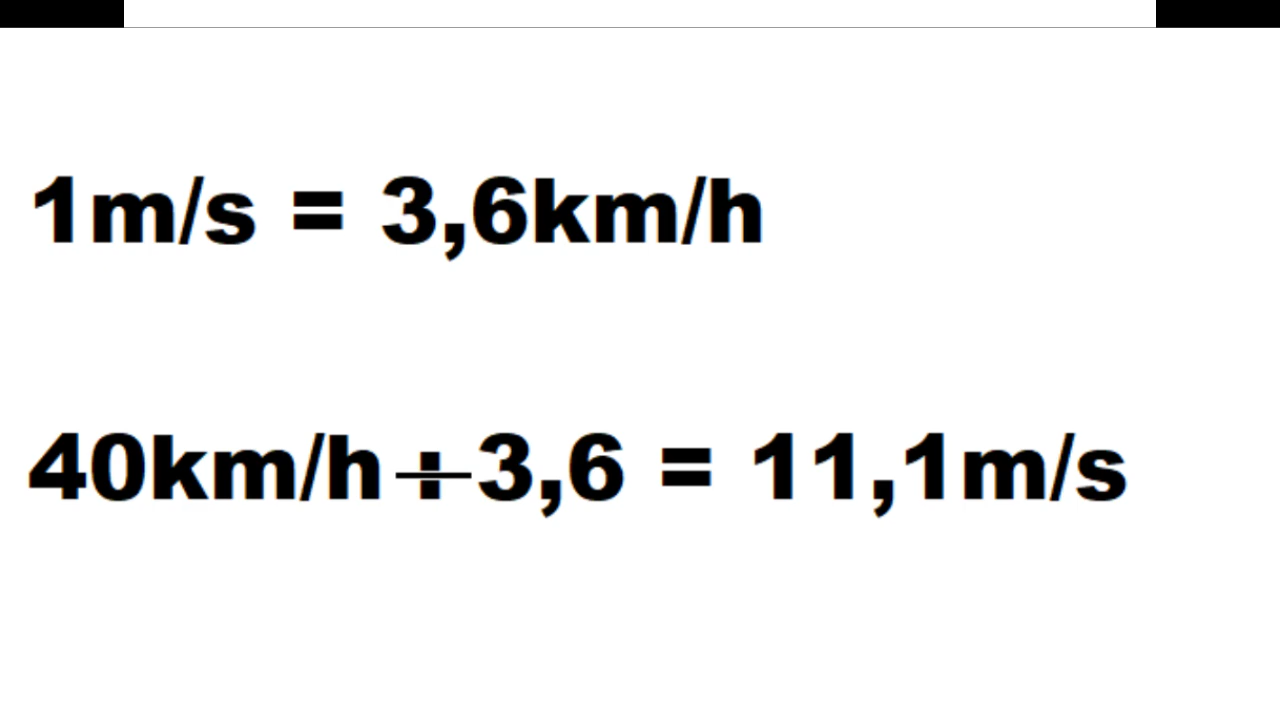 1m/s = 3,6km/h
40km/h÷3,6 = 11,1m/s